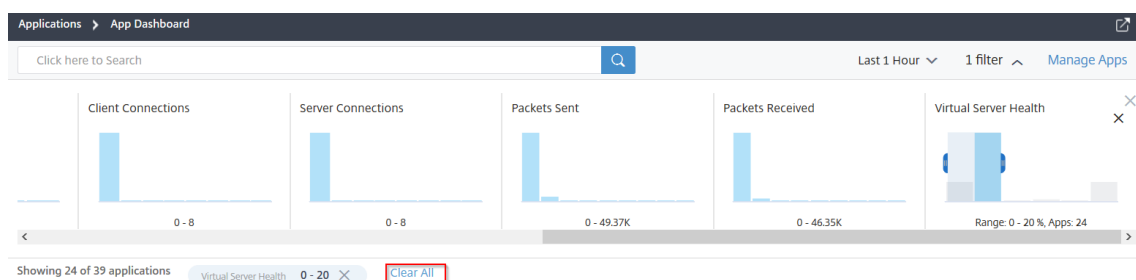 Applications > App Dashboard
Click here to Search
Last 1 Hour
1 filter
Manage Apps
Client Connections
Server Connections
Packets Sent
Packets Received
Virtual Server Health
0 - 8
0 - 8
0 - 49.37K
0 - 46.35K
Range: 0 - 20 %, Apps: 24
Showing 24 of 39 applications
Virtual Server Health 0 - 20
Clear All